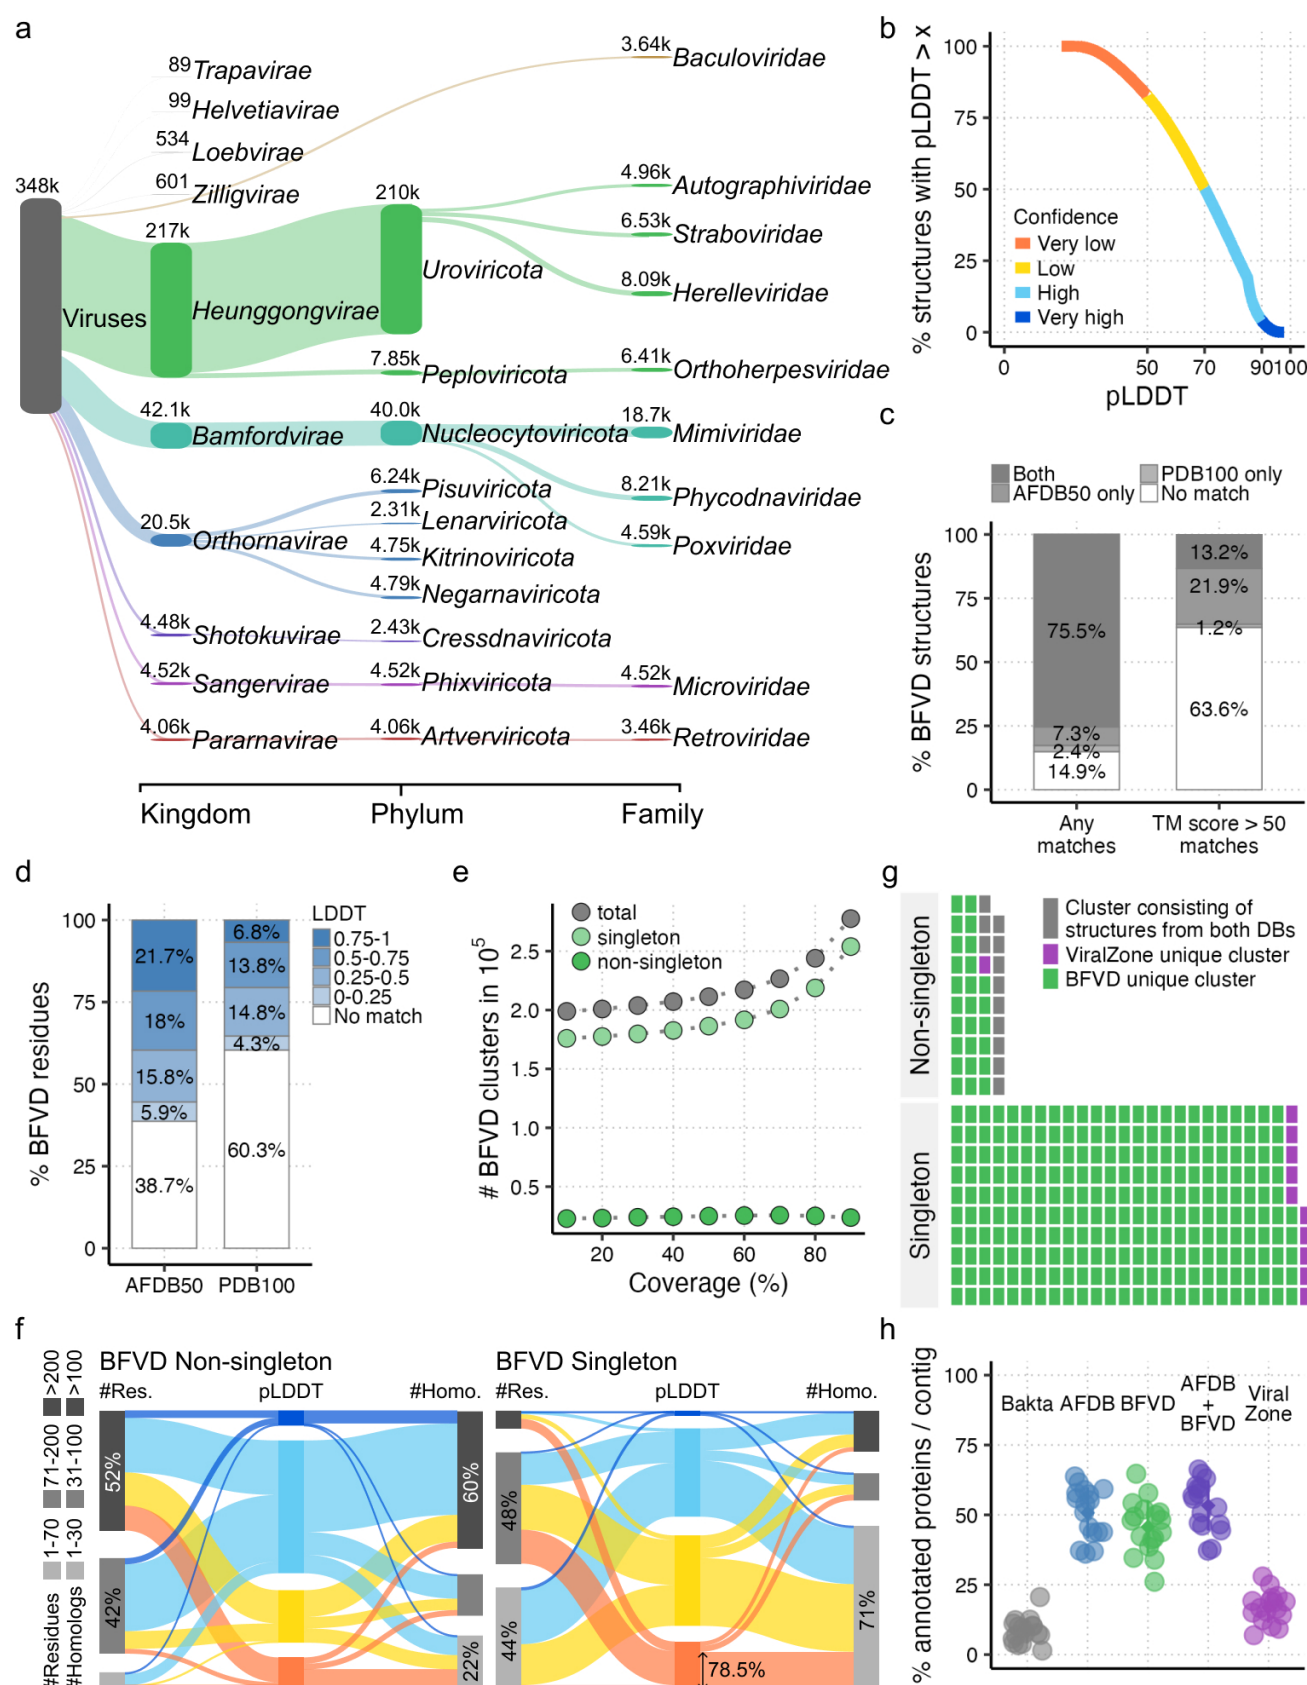 a
348k
Viruses
89
Trapavirae
99
Helvetiavirae
534
Loebvirae
601
Zilligvirae
217k
Heunggongvirae
42.1k
Bamfordvirae
20.5k
Orthornavirae
4.48k
Shotokuvirae
4.52k
Sangervirae
4.06k
Pararnavirae
210k
Uroviricota
7.85k
Peploviricota
40.0k
Nucleocytoviricota
6.24k
Pisuviricota
2.31k
Lenarviricota
4.75k
Kitrinoviricota
4.79k
Negarnaviricota
2.43k
Cressdnaviricota
4.52k
Phixviricota
4.06k
Artverviricota
3.64k
Baculoviridae
4.96k
Autographiviridae
6.53k
Straboviridae
8.09k
Herelleviridae
6.41k
Orthoherpesviridae
18.7k
Mimiviridae
8.21k
Phycodnaviridae
4.59k
Poxviridae
4.52k
Microviridae
3.46k
Retroviridae
Kingdom Phylum Family
b
% structures with pLDDT > x
100
75
50
25
0
Confidence
Very low
Low
High
Very high
0 50 70 90 100
pLDDT
c
Both
AFDB50 only
PDB100 only
No match
% BFVD structures
100
75
50
25
0
75.5%
7.3%
2.4%
14.9%
13.2%
21.9%
1.2%
63.6%
Any
matches
TM score > 50
matches
d
% BFVD residues
100
75
50
25
0
21.7%
18%
15.8%
5.9%
38.7%
6.8%
13.8%
14.8%
4.3%
60.3%
AFDB50 PDB100
LDDT
0.75-1
0.5-0.75
0.25-0.5
0-0.25
No match
e
# BFVD clusters in 10⁵
total
singleton
non-singleton
2.5
2.0
1.5
1.0
0.5
20 40 60 80
Coverage (%)
g
Non-singleton
Singleton
Cluster consisting of
structures from both DBs
ViralZone unique cluster
BFVD unique cluster
f
#Residues 1-70 71-200 >200
#Homologs 1-30 31-100 >100
BFVD Non-singleton
#Res. pLDDT #Homo.
52%
42%
60%
22%
BFVD Singleton
#Res. pLDDT #Homo.
48%
44%
71%
78.5%
h
% annotated proteins / contig
100
75
50
25
0
Bakta
AFDB
BFVD
AFDB
+
BFVD
Viral
Zone